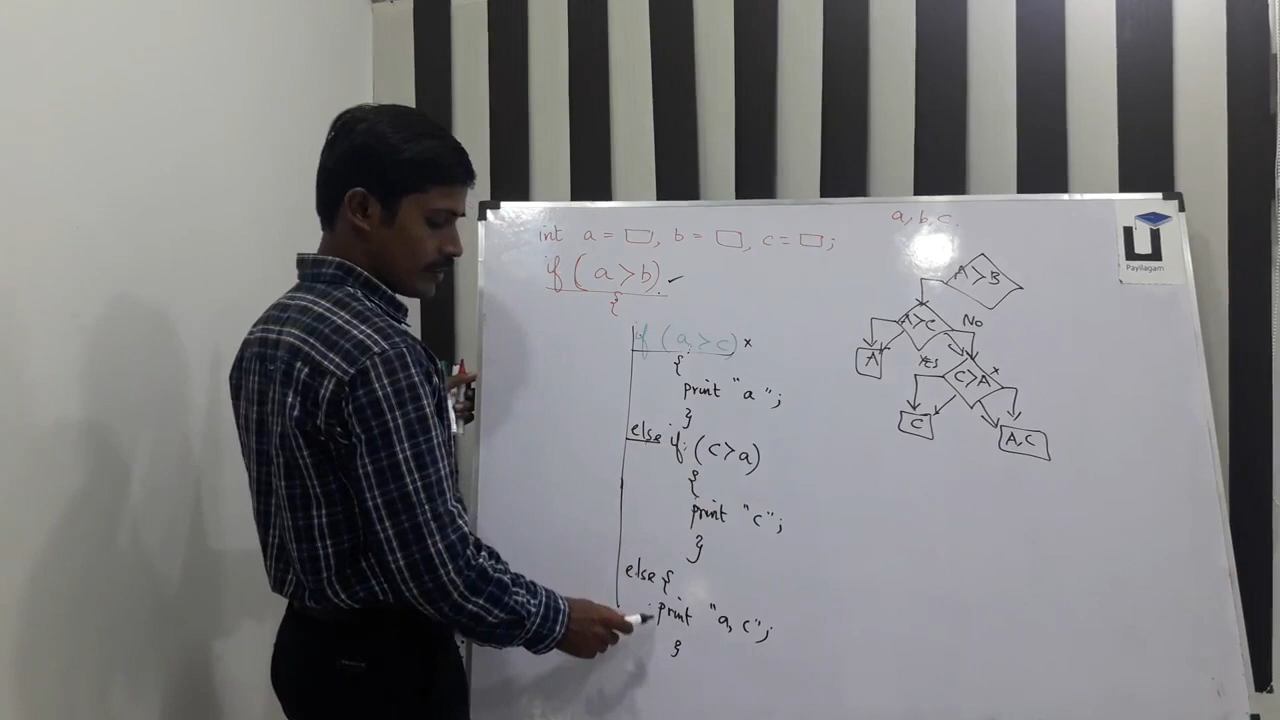 a, b, c.
int a = , b = , c = ;
if ( a > b )
{
if ( a > c )
{
print "a";
}
else if ( c > a )
{
print "c";
}
else {
print "a, c";
}
A > B
A > C
No
A
YES
C > A
C
A, C
Payilagam